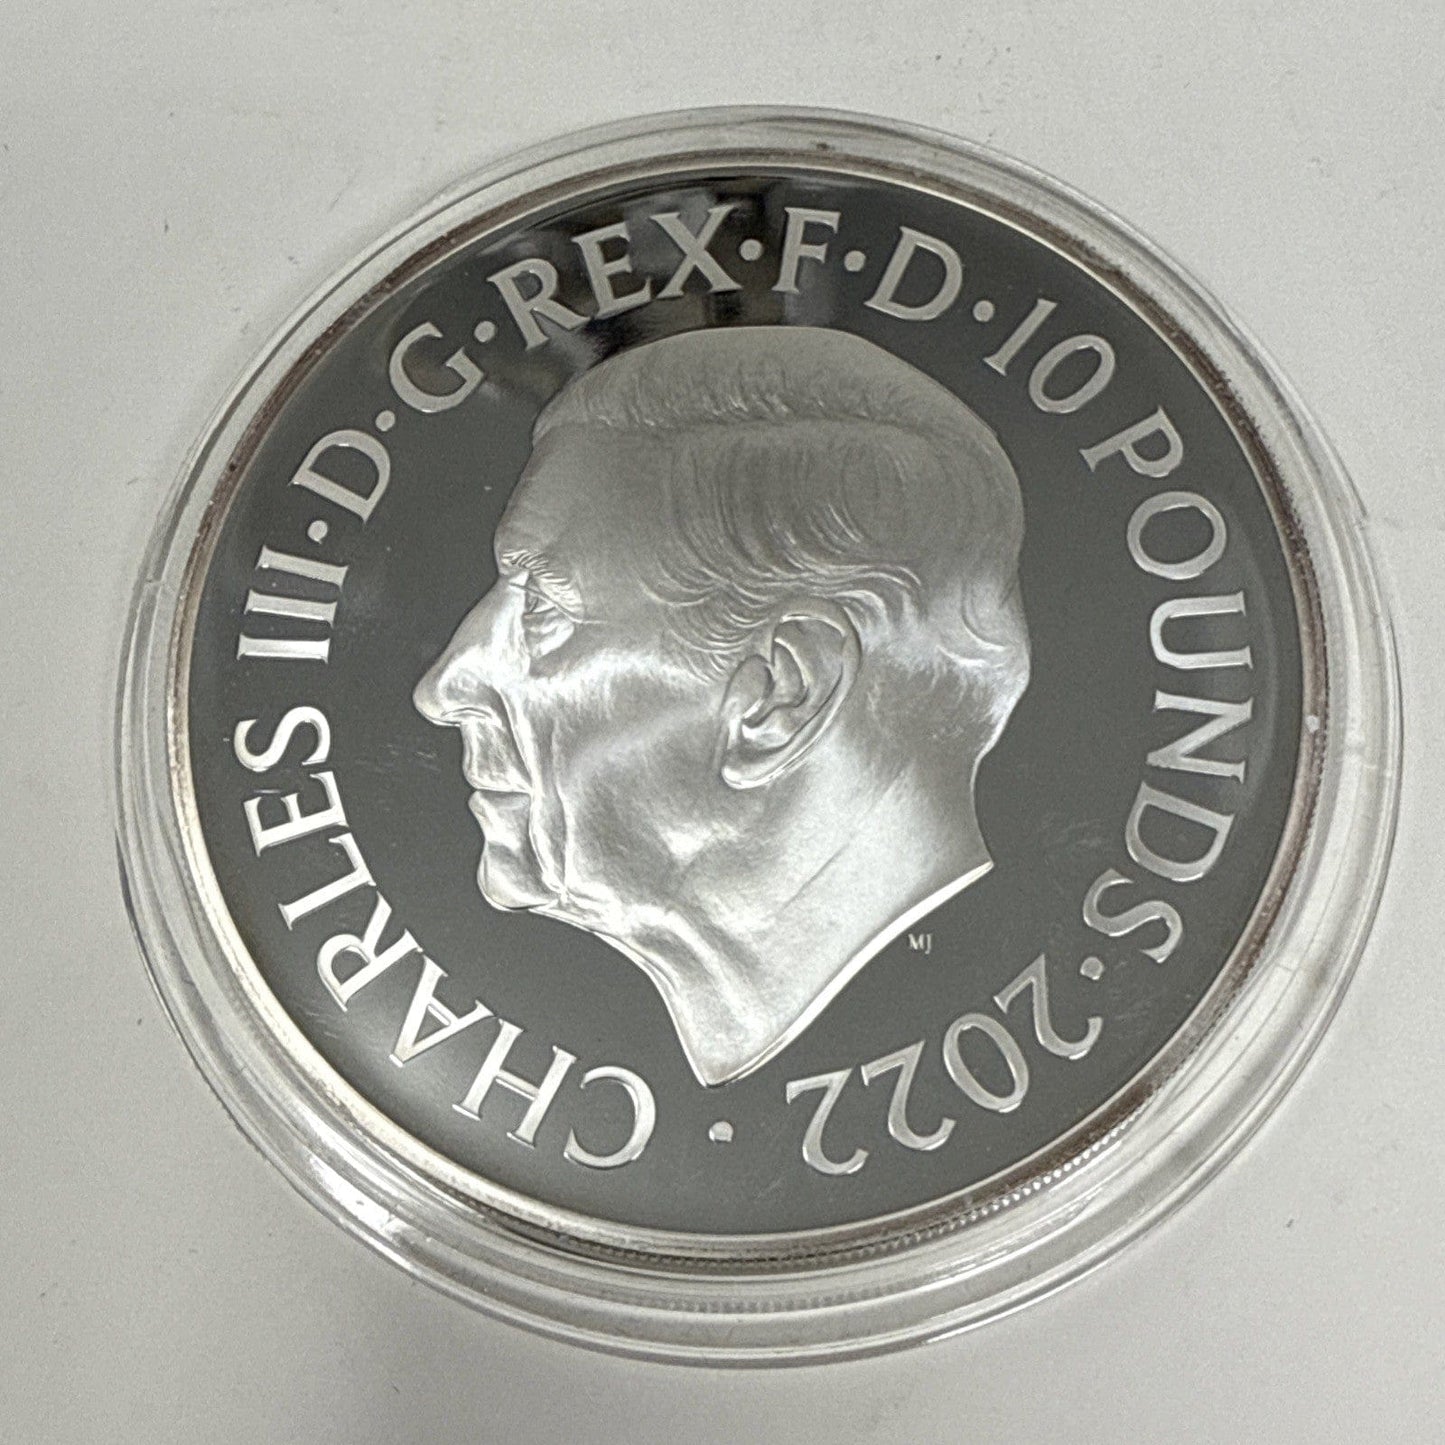 CHARLES III · D · G · REX · F · D · 10 POUNDS · 2022 ·
MJ